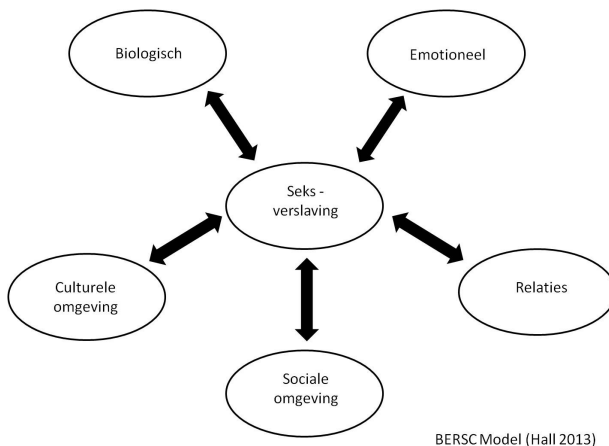 Biologisch
Emotioneel
Seks -
verslaving
Culturele
omgeving
Relaties
Sociale
omgeving
BERSC Model (Hall 2013)